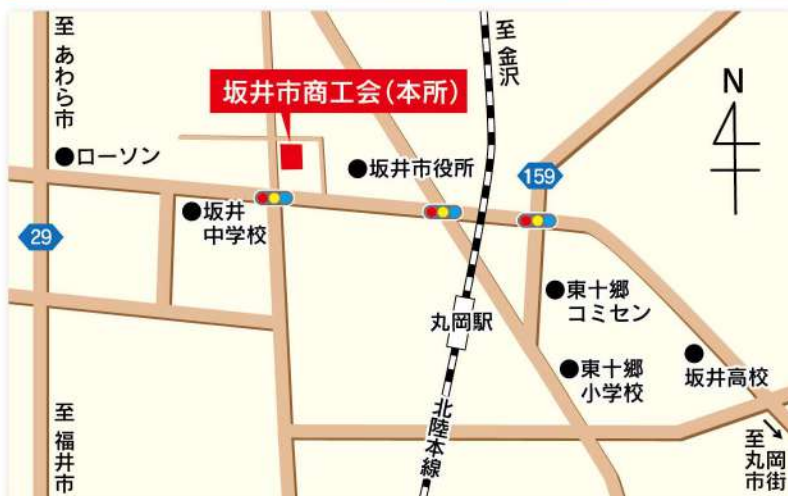 至 あわら市
至 金沢
坂井市商工会(本所)
N
ローソン
坂井市役所
159
坂井
中学校
29
東十郷
コミセン
丸岡駅
東十郷
小学校
坂井高校
北陸本線
至 福井市
至 丸岡
市街